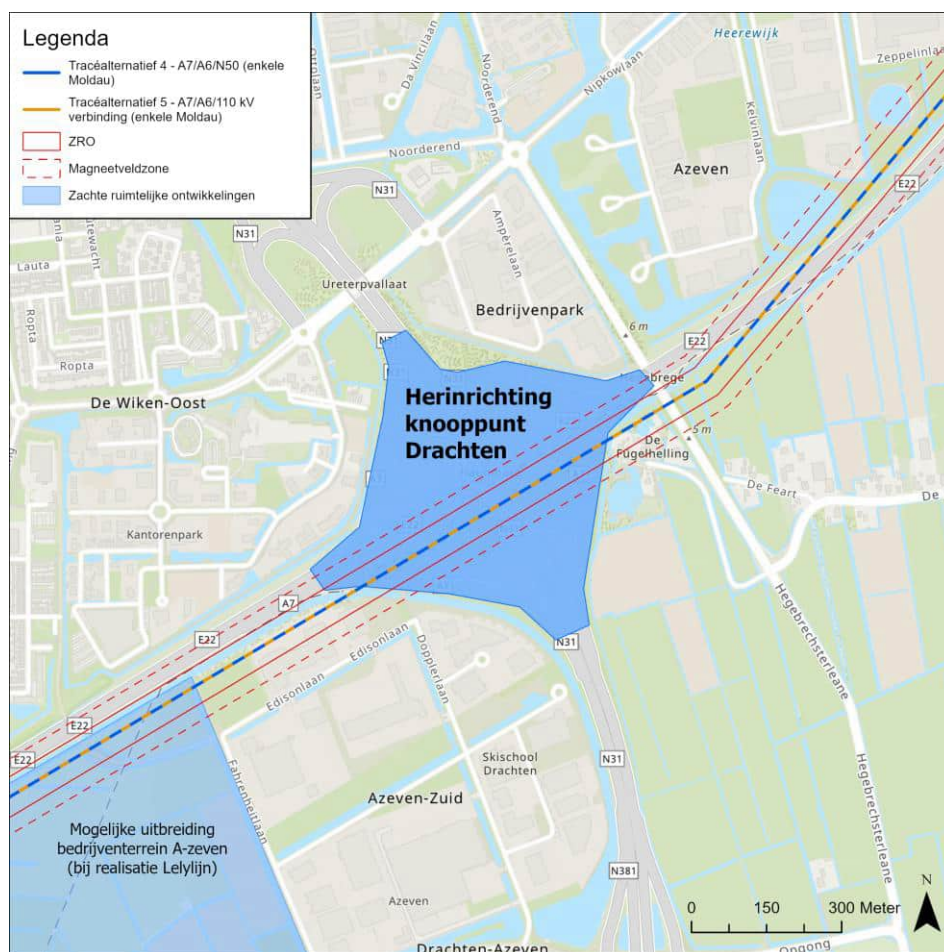 Legenda
Tracéalternatief 4 - A7/A6/N50 (enkele
Moldau)
Tracéalternatief 5 - A7/A6/110 kV
verbinding (enkele Moldau)
ZRO
Magneetveldzone
Zachte ruimtelijke ontwikkelingen
Heerewijk
Zeppelinla
Da Vincilaan
Noorderend
Nipkowlaan
Kelvinlaan
Noorderend
Azeven
N31
E22
N31
Ampèrelaan
Lauta
Ureterpvallaat
Ropta
Bedrijvenpark
6 m
E22
Ropta
De Wiken-Oost
Herinrichting
knooppunt
Drachten
5 m
De
Fûgelhelling
De Feart
De
Kantorenpark
A7
E22
Hegebrechsterleane
Edisonlaan
Dopplerlaan
N31
Edisonlaan
E22
E22
Fahrenheitlaan
Skischool
Drachten
N31
Hegebrechsterleane
Azeven-Zuid
Mogelijke uitbreiding
bedrijventerrein A-zeven
(bij realisatie Lelylijn)
N381
Azeven
N
0 150 300 Meter
Drachten-Azeven
Opgong